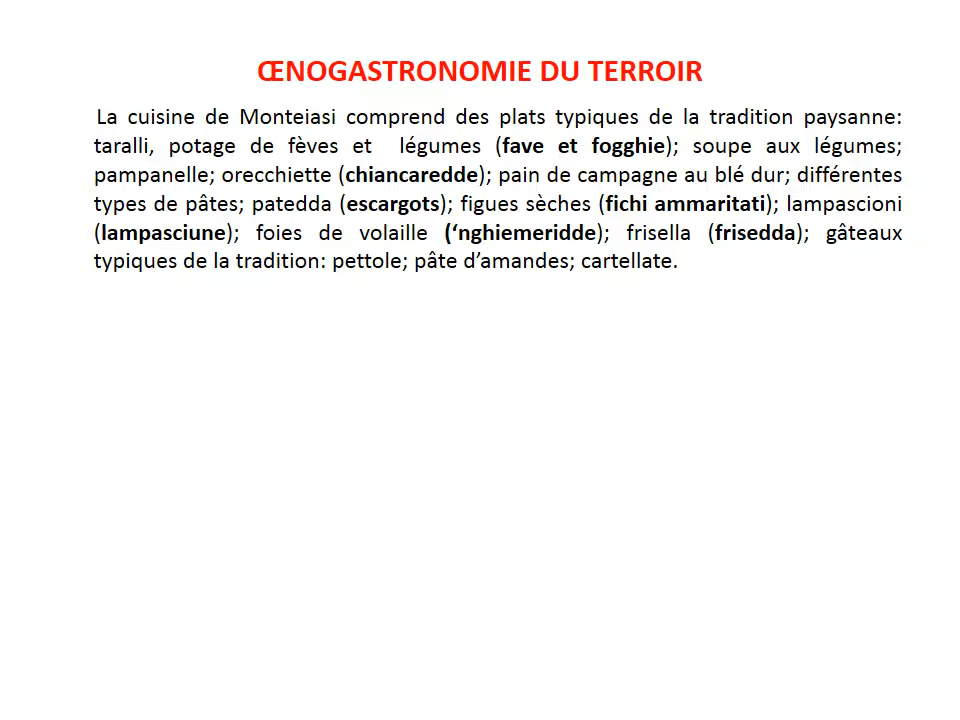 ŒNOGASTRONOMIE DU TERROIR
La cuisine de Monteiasi comprend des plats typiques de la tradition paysanne:
taralli, potage de fèves et légumes (fave et fogghie); soupe aux légumes;
pampanelle; orecchiette (chiancaredde); pain de campagne au blé dur; différentes
types de pâtes; patedda (escargots); figues sèches (fichi ammaritati); lampascioni
(lampasciune); foies de volaille (‘nghiemeridde); frisella (frisedda); gâteaux
typiques de la tradition: pettole; pâte d’amandes; cartellate.